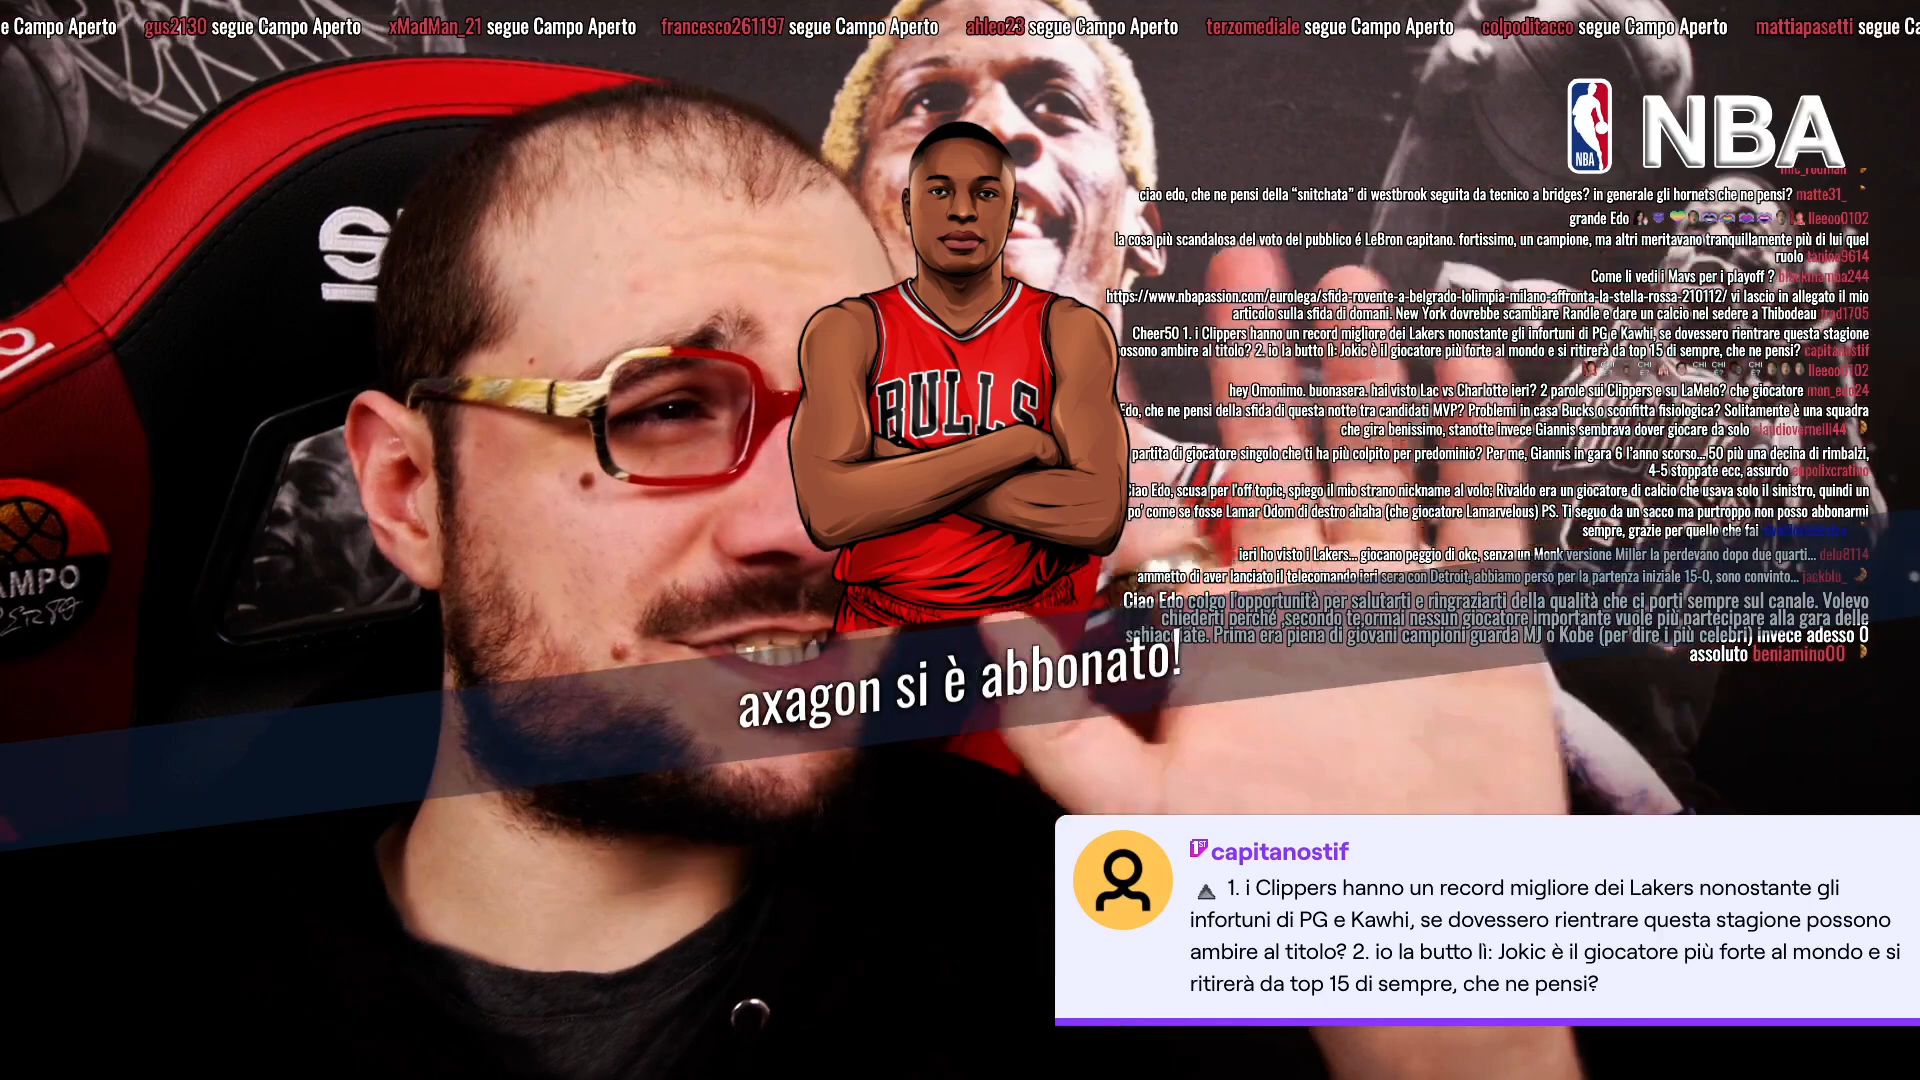 e Campo Aperto gus2130 segue Campo Aperto xMadMan_21 segue Campo Aperto francesco261197 segue Campo Aperto ahleo23 segue Campo Aperto terzomediale segue Campo Aperto colpoditacco segue Campo Aperto mattiapasetti segue Ca
NBA NBA
ciao edo, che ne pensi della “snitchata” di westbrook seguita da tecnico a bridges? in generale gli hornets che ne pensi? matte31_
grande Edo lleeoo0102
la cosa più scandalosa del voto del pubblico é LeBron capitano. fortissimo, un campione, ma altri meritavano tranquillamente più di lui quel
ruolo
Come li vedi i Mavs per i playoff ?
https://www.nbapassion.com/eurolega/sfida-rovente-a-belgrado-lolimpia-milano-affronta-la-stella-rossa-210112/ vi lascio in allegato il mio
articolo sulla sfida di domani. New York dovrebbe scambiare Randle e dare un calcio nel sedere a Thibodeau
Cheer50 1. i Clippers hanno un record migliore dei Lakers nonostante gli infortuni di PG e Kawhi, se dovessero rientrare questa stagione
possono ambire al titolo? 2. io la butto lì: Jokic è il giocatore più forte al mondo e si ritirerà da top 15 di sempre, che ne pensi? capitanostif
lleeoo0102
hey Omonimo. buonasera. hai visto Lac vs Charlotte ieri? 2 parole sui Clippers e su LaMelo? che giocatore
Edo, che ne pensi della sfida di questa notte tra candidati MVP? Problemi in casa Bucks o sconfitta fisiologica? Solitamente è una squadra
che gira benissimo, stanotte invece Giannis sembrava dover giocare da solo
partita di giocatore singolo che ti ha più colpito per predominio? Per me, Giannis in gara 6 l'anno scorso... 50 più una decina di rimbalzi,
4-5 stoppate ecc, assurdo
Ciao Edo, scusa per l'off topic, spiego il mio strano nickname al volo; Rivaldo era un giocatore di calcio che usava solo il sinistro, quindi un
po' come se fosse Lamar Odom di destro ahaha (che giocatore Lamarvelous) PS. Ti seguo da un sacco ma purtroppo non posso abbonarmi
sempre, grazie per quello che fai
ieri ho visto i Lakers... giocano peggio di okc, senza un Monk versione Miller la perdevano dopo due quarti... delu8114
ammetto di aver lanciato il telecomando ieri sera con Detroit, abbiamo perso per la partenza iniziale 15-0, sono convinto... jackblu_
Ciao Edo colgo l'opportunità per salutarti e ringraziarti della qualità che ci porti sempre sul canale. Volevo
chiederti perché ,secondo te,ormai nessun giocatore importante vuole più partecipare alla gara delle
schiacciate. Prima era piena di giovani campioni guarda MJ o Kobe (per dire i più celebri) invece adesso 0
assoluto beniamino00
BULLS
axagon si è abbonato!
capitanostif
1. i Clippers hanno un record migliore dei Lakers nonostante gli
infortuni di PG e Kawhi, se dovessero rientrare questa stagione possono
ambire al titolo? 2. io la butto lì: Jokic è il giocatore più forte al mondo e si
ritirerà da top 15 di sempre, che ne pensi?